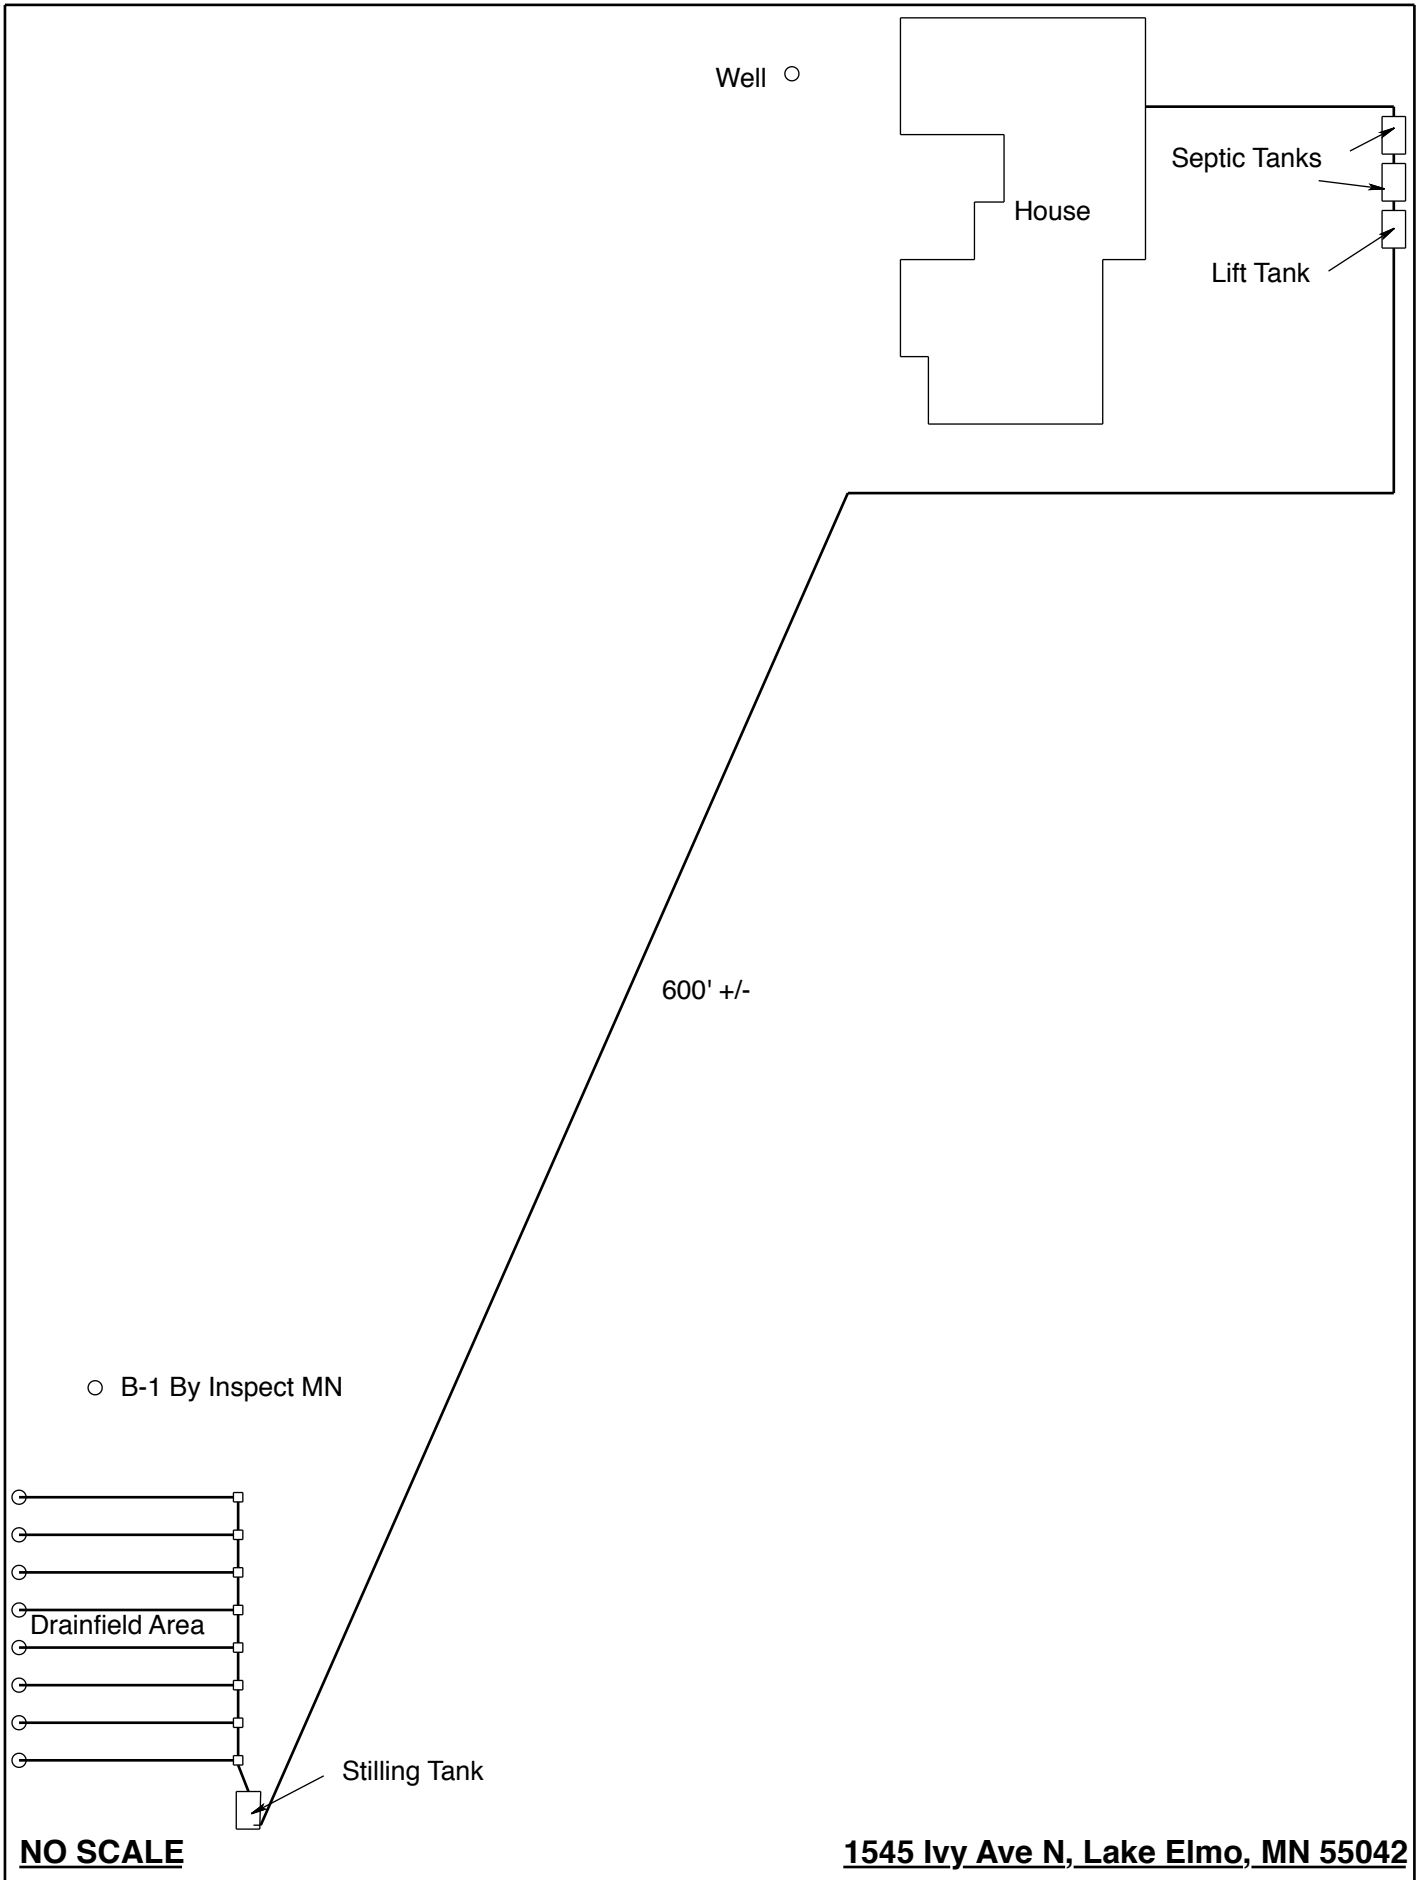 Well
Septic Tanks
House
Lift Tank
600' +/-
B-1 By Inspect MN
Drainfield Area
Stilling Tank
NO SCALE
1545 Ivy Ave N, Lake Elmo, MN 55042